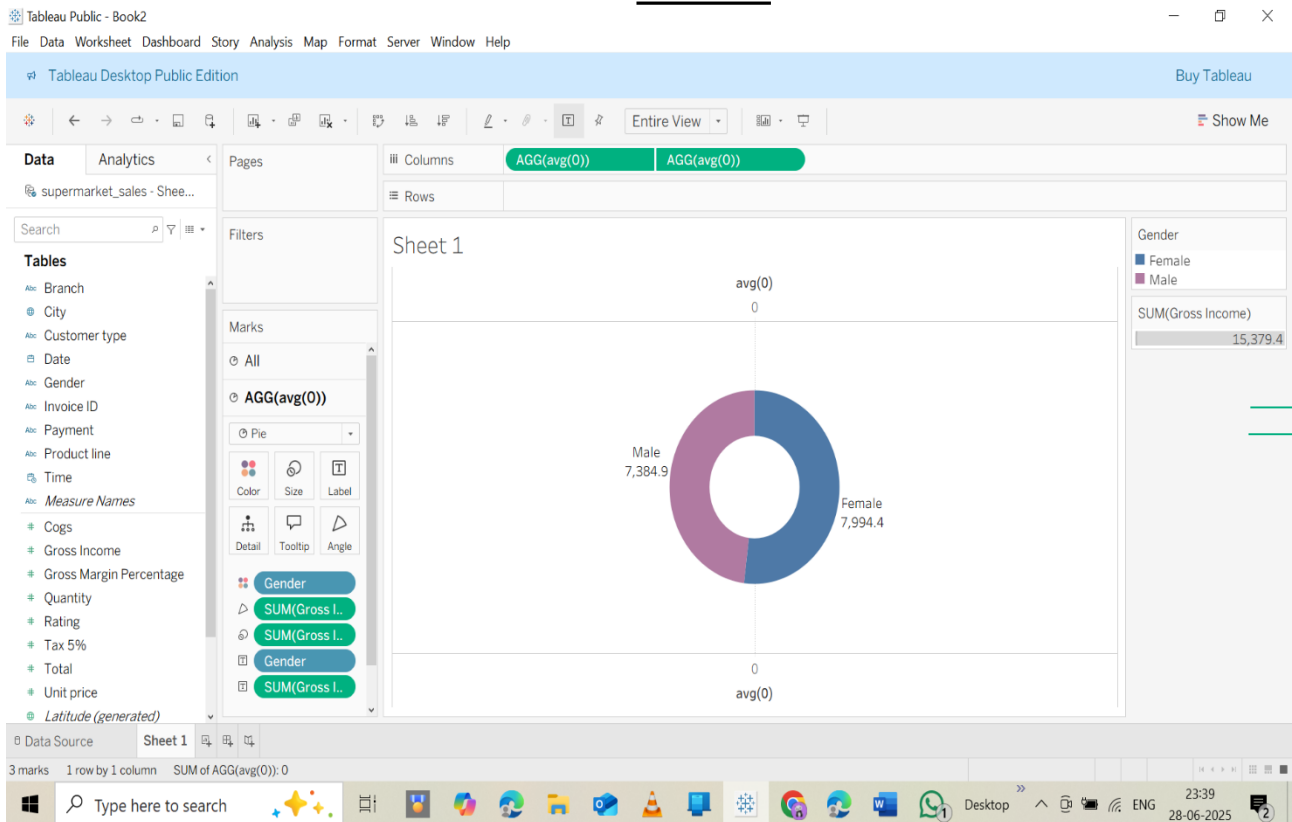 Tableau Public - Book2
File Data Worksheet Dashboard Story Analysis Map Format Server Window Help
Tableau Desktop Public Edition
Buy Tableau
Entire View
Show Me
Data
Analytics
supermarket_sales - Shee...
Search
Tables
Abc Branch
City
Abc Customer type
Date
Abc Gender
Abc Invoice ID
Abc Payment
Abc Product line
Time
Abc Measure Names
# Cogs
# Gross Income
# Gross Margin Percentage
# Quantity
# Rating
# Tax 5%
# Total
# Unit price
Latitude (generated)
Pages
Filters
Marks
All
AGG(avg(0))
Pie
Color
Size
Label
Detail
Tooltip
Angle
Gender
SUM(Gross I..
SUM(Gross I..
Gender
SUM(Gross I..
Columns
AGG(avg(0))
AGG(avg(0))
Rows
Sheet 1
avg(0)
0
Male
7,384.9
Female
7,994.4
0
avg(0)
Gender
Female
Male
SUM(Gross Income)
15,379.4
Data Source
Sheet 1
3 marks 1 row by 1 column SUM of AGG(avg(0)): 0
Type here to search
Desktop
ENG
23:39
28-06-2025